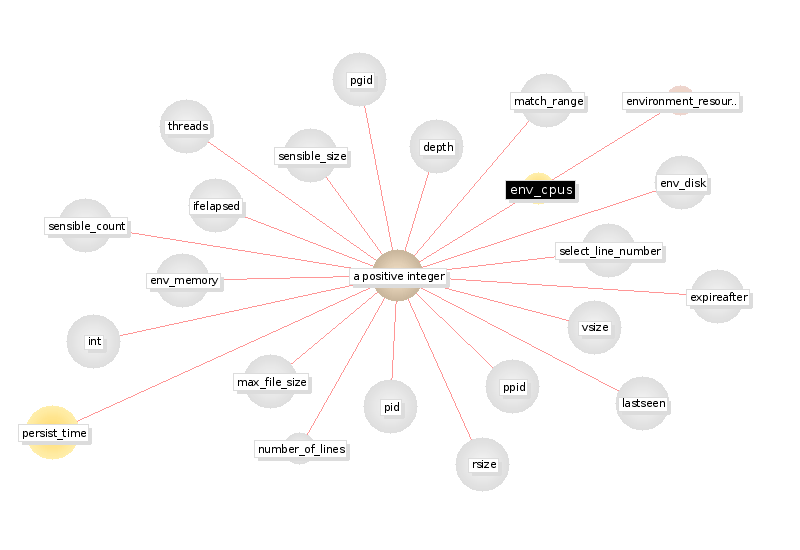 pgid
match_range
environment_resour..
threads
depth
sensible_size
env_disk
env_cpus
ifelapsed
sensible_count
select_line_number
a positive integer
env_memory
expireafter
vsize
int
max_file_size
ppid
lastseen
pid
persist_time
number_of_lines
rsize